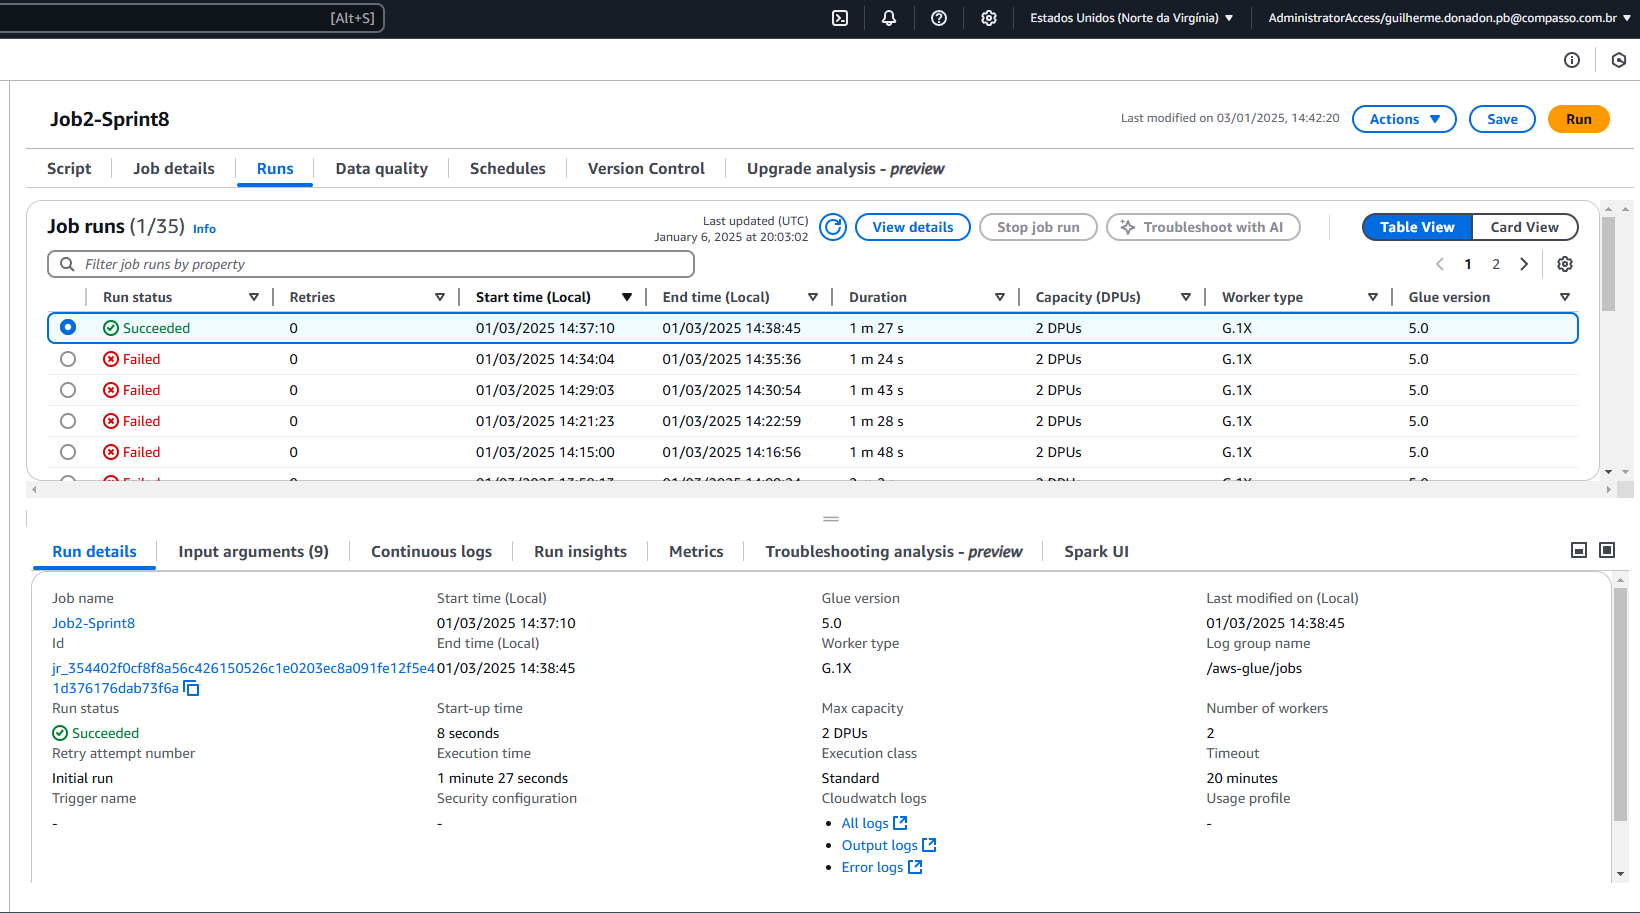 [Alt+S]
Estados Unidos (Norte da Virgínia) ▼
AdministratorAccess/guilherme.donadon.pb@compasso.com.br ▼
Job2-Sprint8
Last modified on 03/01/2025, 14:42:20
Actions ▼
Save
Run
Script
Job details
Runs
Data quality
Schedules
Version Control
Upgrade analysis - preview
Job runs (1/35) Info
Last updated (UTC)
January 6, 2025 at 20:03:02
View details
Stop job run
Troubleshoot with AI
Table View
Card View
Filter job runs by property
1 2
Run status Retries Start time (Local) End time (Local) Duration Capacity (DPUs) Worker type Glue version
Succeeded 0 01/03/2025 14:37:10 01/03/2025 14:38:45 1 m 27 s 2 DPUs G.1X 5.0
Failed 0 01/03/2025 14:34:04 01/03/2025 14:35:36 1 m 24 s 2 DPUs G.1X 5.0
Failed 0 01/03/2025 14:29:03 01/03/2025 14:30:54 1 m 43 s 2 DPUs G.1X 5.0
Failed 0 01/03/2025 14:21:23 01/03/2025 14:22:59 1 m 28 s 2 DPUs G.1X 5.0
Failed 0 01/03/2025 14:15:00 01/03/2025 14:16:56 1 m 48 s 2 DPUs G.1X 5.0
Run details
Input arguments (9)
Continuous logs
Run insights
Metrics
Troubleshooting analysis - preview
Spark UI
Job name
Job2-Sprint8
Id
jr_354402f0cf8f8a56c426150526c1e0203ec8a091fe12f5e4
1d376176dab73f6a
Run status
Succeeded
Retry attempt number
Initial run
Trigger name
-
Start time (Local)
01/03/2025 14:37:10
End time (Local)
01/03/2025 14:38:45
Start-up time
8 seconds
Execution time
1 minute 27 seconds
Security configuration
-
Glue version
5.0
Worker type
G.1X
Max capacity
2 DPUs
Execution class
Standard
Cloudwatch logs
All logs
Output logs
Error logs
Last modified on (Local)
01/03/2025 14:38:45
Log group name
/aws-glue/jobs
Number of workers
2
Timeout
20 minutes
Usage profile
-